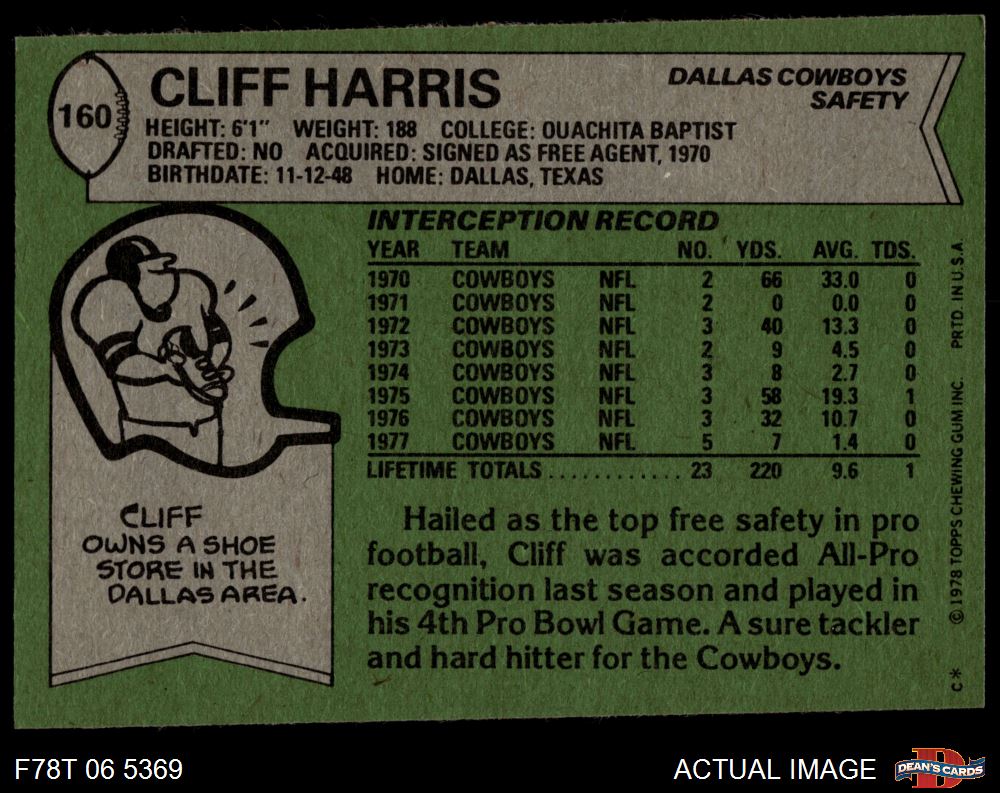 160
CLIFF HARRIS
DALLAS COWBOYS
SAFETY
HEIGHT: 6'1" WEIGHT: 188 COLLEGE: OUACHITA BAPTIST
DRAFTED: NO ACQUIRED: SIGNED AS FREE AGENT, 1970
BIRTHDATE: 11-12-48 HOME: DALLAS, TEXAS
INTERCEPTION RECORD
YEAR TEAM NO. YDS. AVG. TDS.
1970 COWBOYS NFL 2 66 33.0 0
1971 COWBOYS NFL 2 0 0.0 0
1972 COWBOYS NFL 3 40 13.3 0
1973 COWBOYS NFL 2 9 4.5 0
1974 COWBOYS NFL 3 8 2.7 0
1975 COWBOYS NFL 3 58 19.3 1
1976 COWBOYS NFL 3 32 10.7 0
1977 COWBOYS NFL 5 7 1.4 0
LIFETIME TOTALS ............ 23 220 9.6 1
CLIFF
OWNS A SHOE
STORE IN THE
DALLAS AREA.
Hailed as the top free safety in pro
football, Cliff was accorded All-Pro
recognition last season and played in
his 4th Pro Bowl Game. A sure tackler
and hard hitter for the Cowboys.
C* © 1978 TOPPS CHEWING GUM INC. PRTD. IN U.S.A.
F78T 06 5369
ACTUAL IMAGE
DEAN'S CARDS